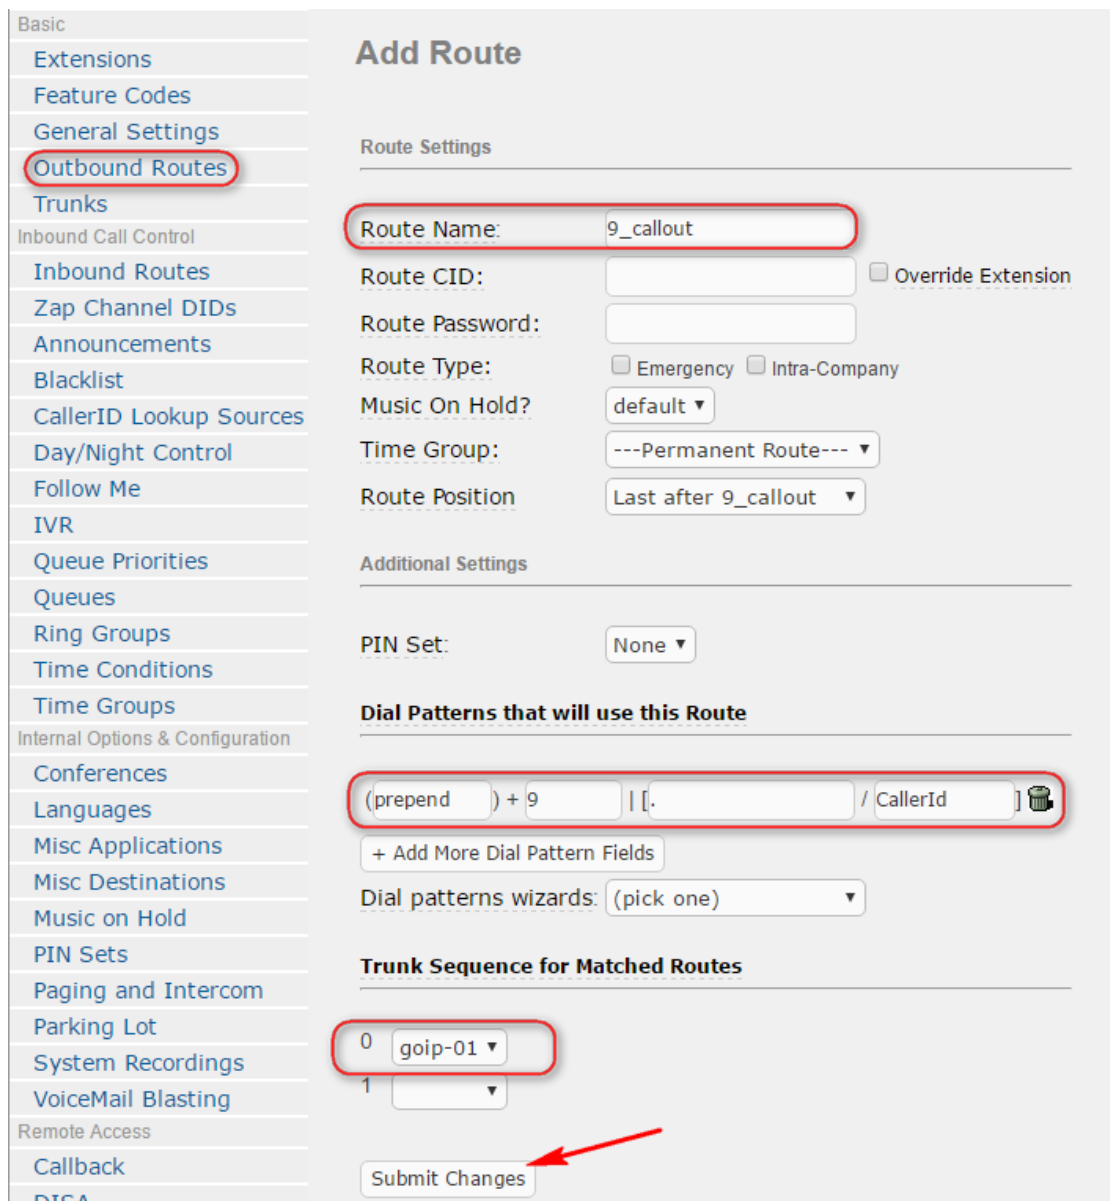 Basic
Extensions
Feature Codes
General Settings
Outbound Routes
Trunks
Inbound Call Control
Inbound Routes
Zap Channel DIDs
Announcements
Blacklist
CallerID Lookup Sources
Day/Night Control
Follow Me
IVR
Queue Priorities
Queues
Ring Groups
Time Conditions
Time Groups
Internal Options & Configuration
Conferences
Languages
Misc Applications
Misc Destinations
Music on Hold
PIN Sets
Paging and Intercom
Parking Lot
System Recordings
VoiceMail Blasting
Remote Access
Callback
DISA
Add Route
Route Settings
Route Name: 9_callout
Route CID: Override Extension
Route Password:
Route Type: Emergency Intra-Company
Music On Hold? default
Time Group: ---Permanent Route---
Route Position Last after 9_callout
Additional Settings
PIN Set: None
Dial Patterns that will use this Route
(prepend) + 9 | [. / CallerId ]
+ Add More Dial Pattern Fields
Dial patterns wizards: (pick one)
Trunk Sequence for Matched Routes
0 goip-01
1
Submit Changes